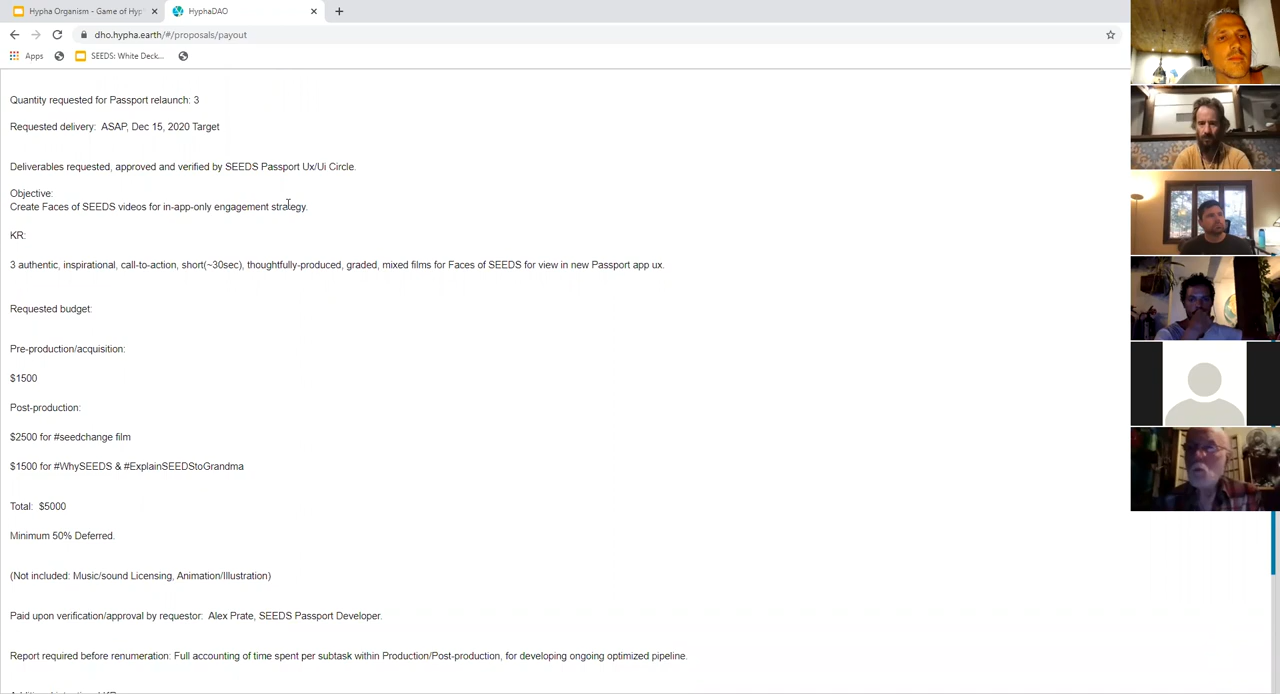 Hypha Organism - Game of Hyp
HyphaDAO
dho.hypha.earth/#/proposals/payout
Apps
SEEDS: White Deck...
Quantity requested for Passport relaunch: 3
Requested delivery: ASAP, Dec 15, 2020 Target
Deliverables requested, approved and verified by SEEDS Passport Ux/Ui Circle.
Objective:
Create Faces of SEEDS videos for in-app-only engagement strategy.
KR:
3 authentic, inspirational, call-to-action, short(~30sec), thoughtfully-produced, graded, mixed films for Faces of SEEDS for view in new Passport app ux.
Requested budget:
Pre-production/acquisition:
$1500
Post-production:
$2500 for #seedchange film
$1500 for #WhySEEDS & #ExplainSEEDStoGrandma
Total: $5000
Minimum 50% Deferred.
(Not included: Music/sound Licensing, Animation/Illustration)
Paid upon verification/approval by requestor: Alex Prate, SEEDS Passport Developer.
Report required before renumeration: Full accounting of time spent per subtask within Production/Post-production, for developing ongoing optimized pipeline.